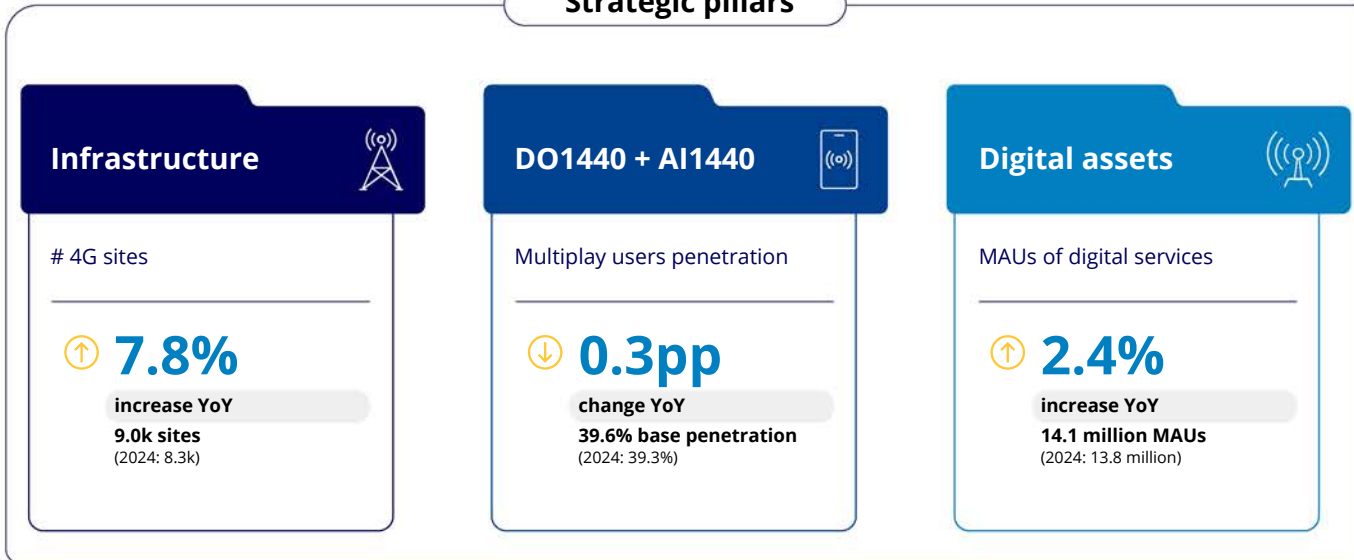 Strategic pillars
Infrastructure
# 4G sites
7.8%
increase YoY
9.0k sites
(2024: 8.3k)
DO1440 + AI1440
Multiplay users penetration
0.3pp
change YoY
39.6% base penetration
(2024: 39.3%)
Digital assets
MAUs of digital services
2.4%
increase YoY
14.1 million MAUs
(2024: 13.8 million)